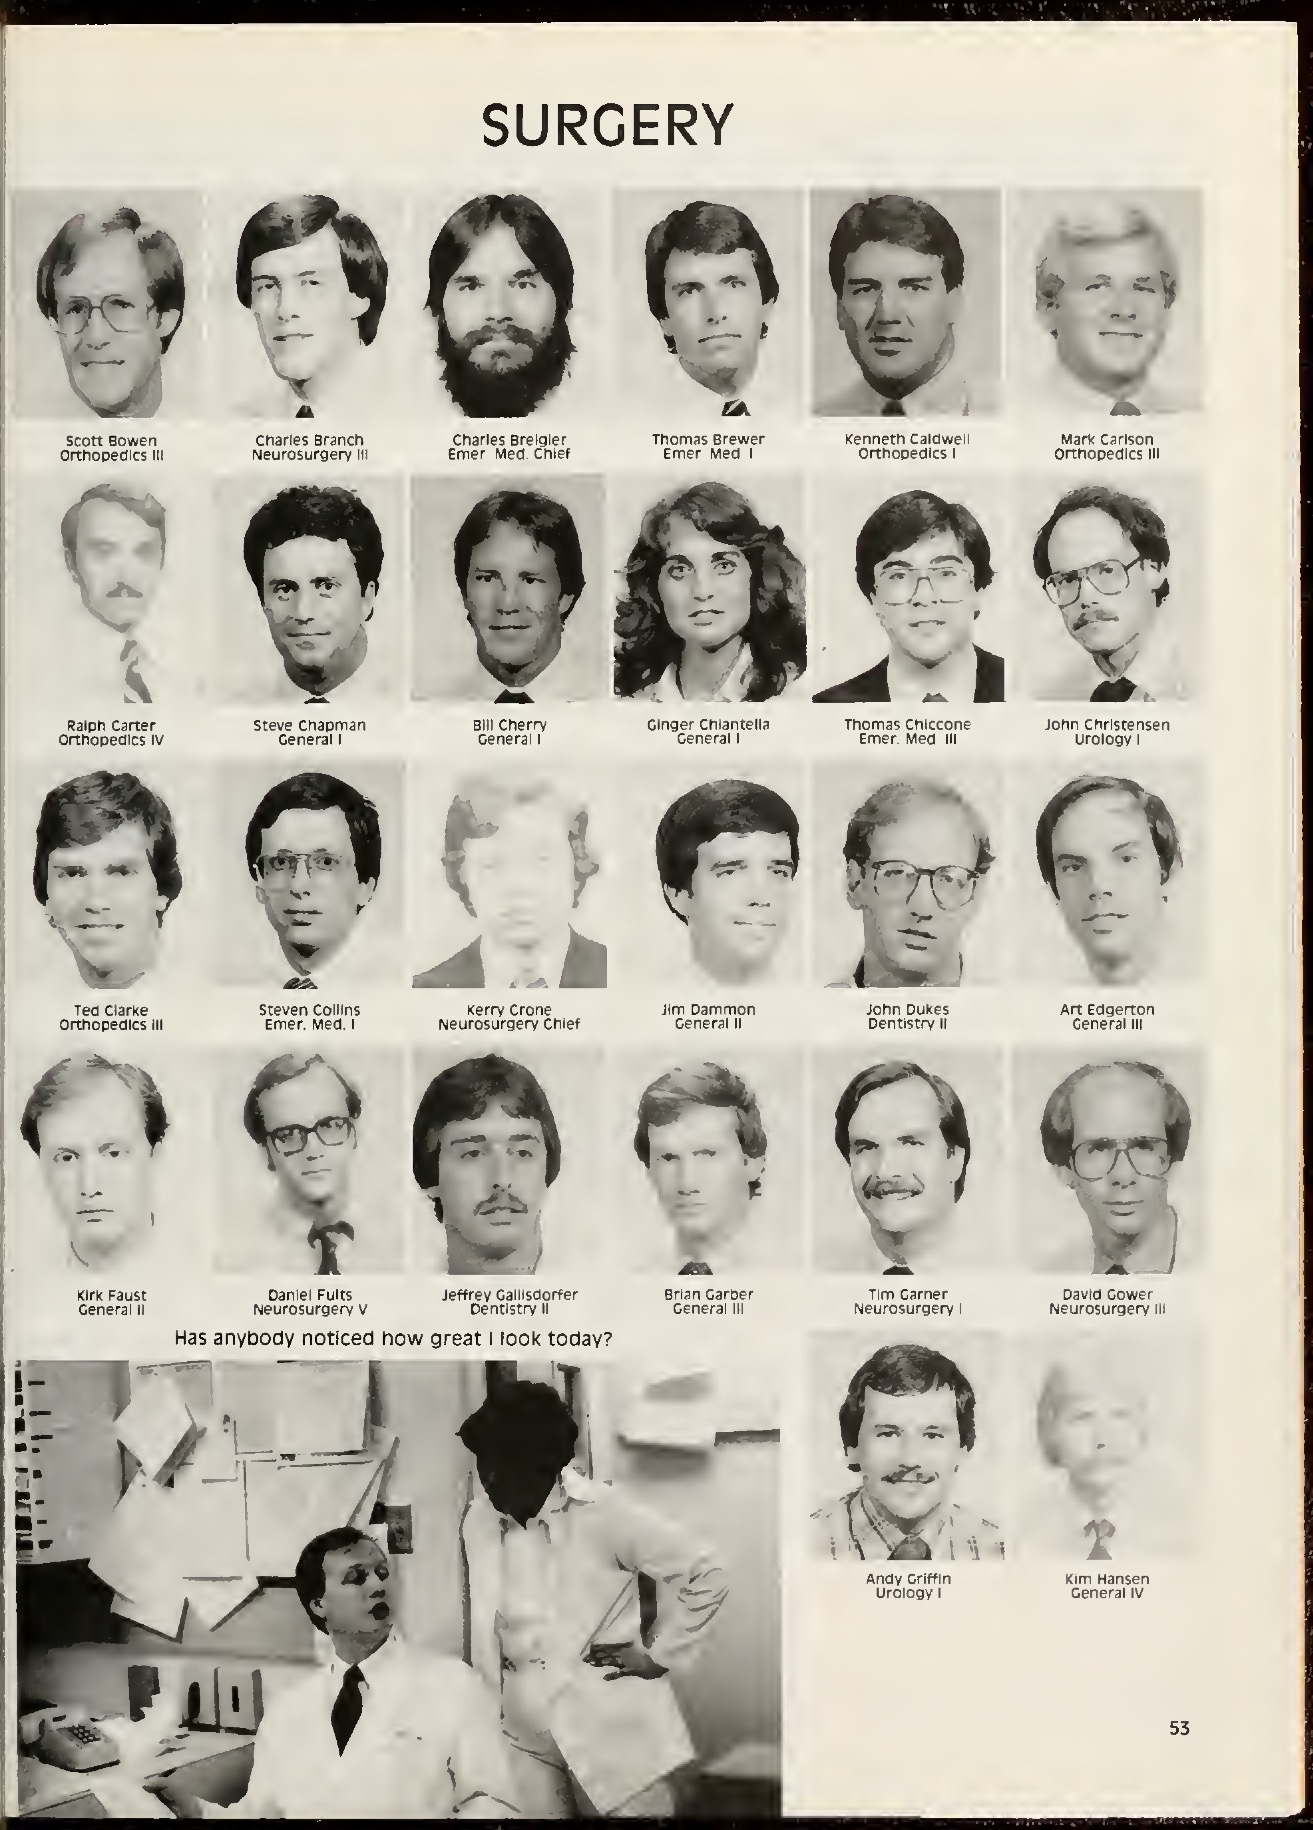 SURGERY
Scott Bowen
Orthopedics III
Charles Branch
Neurosurgery III
Charles Breigler
Emer Med. Chief
Thomas Brewer
Emer Med I
Kenneth Caldwell
Orthopedics I
Mark Carlson
Orthopedics III
Ralph Carter
Orthopedics IV
Steve Chapman
General I
Bill Cherry
General I
Ginger Chiantella
General I
Thomas Chiccone
Emer. Med III
John Christensen
Urology I
Ted Clarke
Orthopedics III
Steven Collins
Emer. Med. I
Kerry Crone
Neurosurgery Chief
Jim Dammon
General II
John Dukes
Dentistry II
Art Edgerton
General III
Kirk Faust
General II
Daniel Fults
Neurosurgery V
Jeffrey Gallisdorfer
Dentistry II
Brian Garber
General III
Tim Garner
Neurosurgery I
David Gower
Neurosurgery III
Has anybody noticed how great I look today?
Andy Griffin
Urology I
Kim Hansen
General IV
53